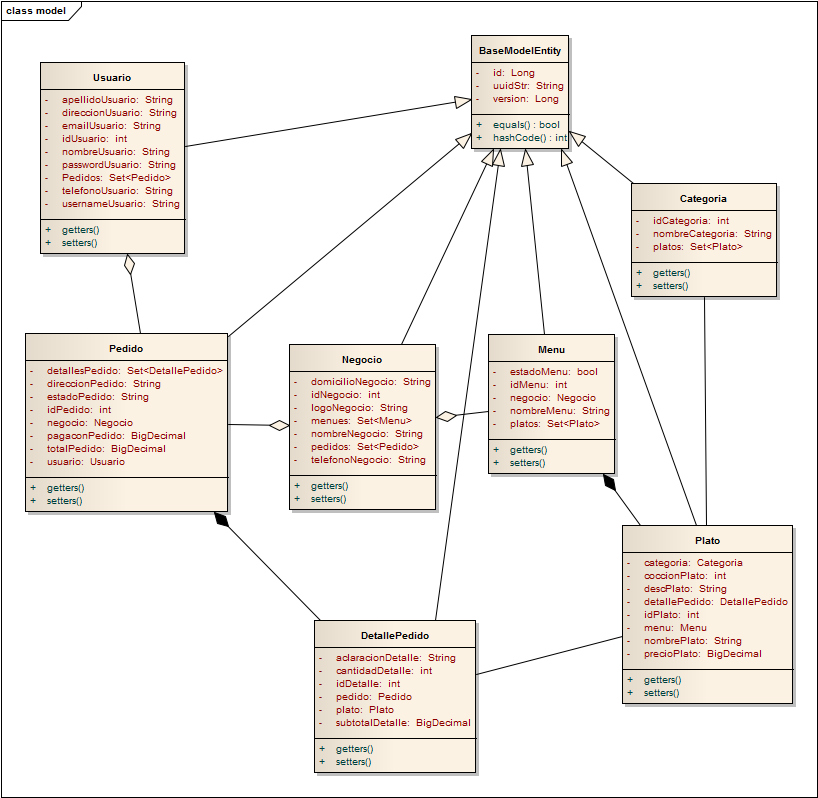 class model
BaseModelEntity
- id: Long
- uuidStr: String
- version: Long
+ equals() : bool
+ hashCode() : int
Usuario
- apellidoUsuario: String
- direccionUsuario: String
- emailUsuario: String
- idUsuario: int
- nombreUsuario: String
- passwordUsuario: String
- Pedidos: Set<Pedido>
- telefonoUsuario: String
- usernameUsuario: String
+ getters()
+ setters()
Categoria
- idCategoria: int
- nombreCategoria: String
- platos: Set<Plato>
+ getters()
+ setters()
Pedido
- detallesPedido: Set<DetallePedido>
- direccionPedido: String
- estadoPedido: String
- idPedido: int
- negocio: Negocio
- pagaconPedido: BigDecimal
- totalPedido: BigDecimal
- usuario: Usuario
+ getters()
+ setters()
Negocio
- domicilioNegocio: String
- idNegocio: int
- logoNegocio: String
- menues: Set<Menu>
- nombreNegocio: String
- pedidos: Set<Pedido>
- telefonoNegocio: String
+ getters()
+ setters()
Menu
- estadoMenu: bool
- idMenu: int
- negocio: Negocio
- nombreMenu: String
- platos: Set<Plato>
+ getters()
+ setters()
Plato
- categoria: Categoria
- coccionPlato: int
- descPlato: String
- detallePedido: DetallePedido
- idPlato: int
- menu: Menu
- nombrePlato: String
- precioPlato: BigDecimal
+ getters()
+ setters()
DetallePedido
- aclaracionDetalle: String
- cantidadDetalle: int
- idDetalle: int
- pedido: Pedido
- plato: Plato
- subtotalDetalle: BigDecimal
+ getters()
+ setters()